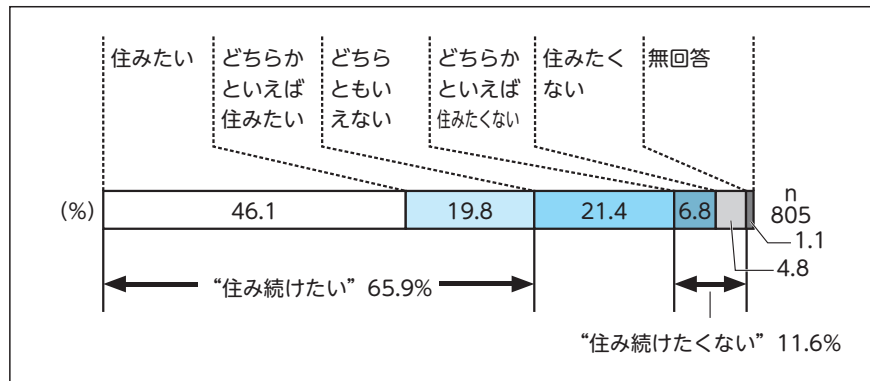 住みたい
どちらか
といえば
住みたい
どちら
ともい
えない
どちらか
といえば
住みたくない
住みたく
ない
無回答
(%)
46.1
19.8
21.4
6.8
n
805
1.1
4.8
“住み続けたい” 65.9%
“住み続けたくない” 11.6%